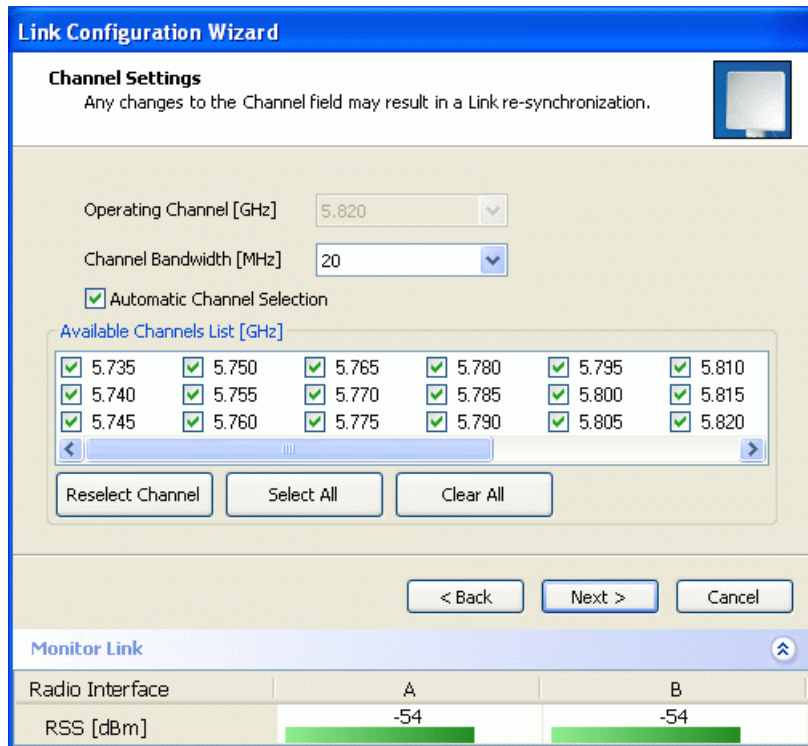 Link Configuration Wizard
Channel Settings
Any changes to the Channel field may result in a Link re-synchronization.
Operating Channel [GHz] 5.820
Channel Bandwidth [MHz] 20
Automatic Channel Selection
Available Channels List [GHz]
5.735 5.750 5.765 5.780 5.795 5.810
5.740 5.755 5.770 5.785 5.800 5.815
5.745 5.760 5.775 5.790 5.805 5.820
Reselect Channel Select All Clear All
< Back Next > Cancel
Monitor Link
Radio Interface A B
RSS [dBm] -54 -54